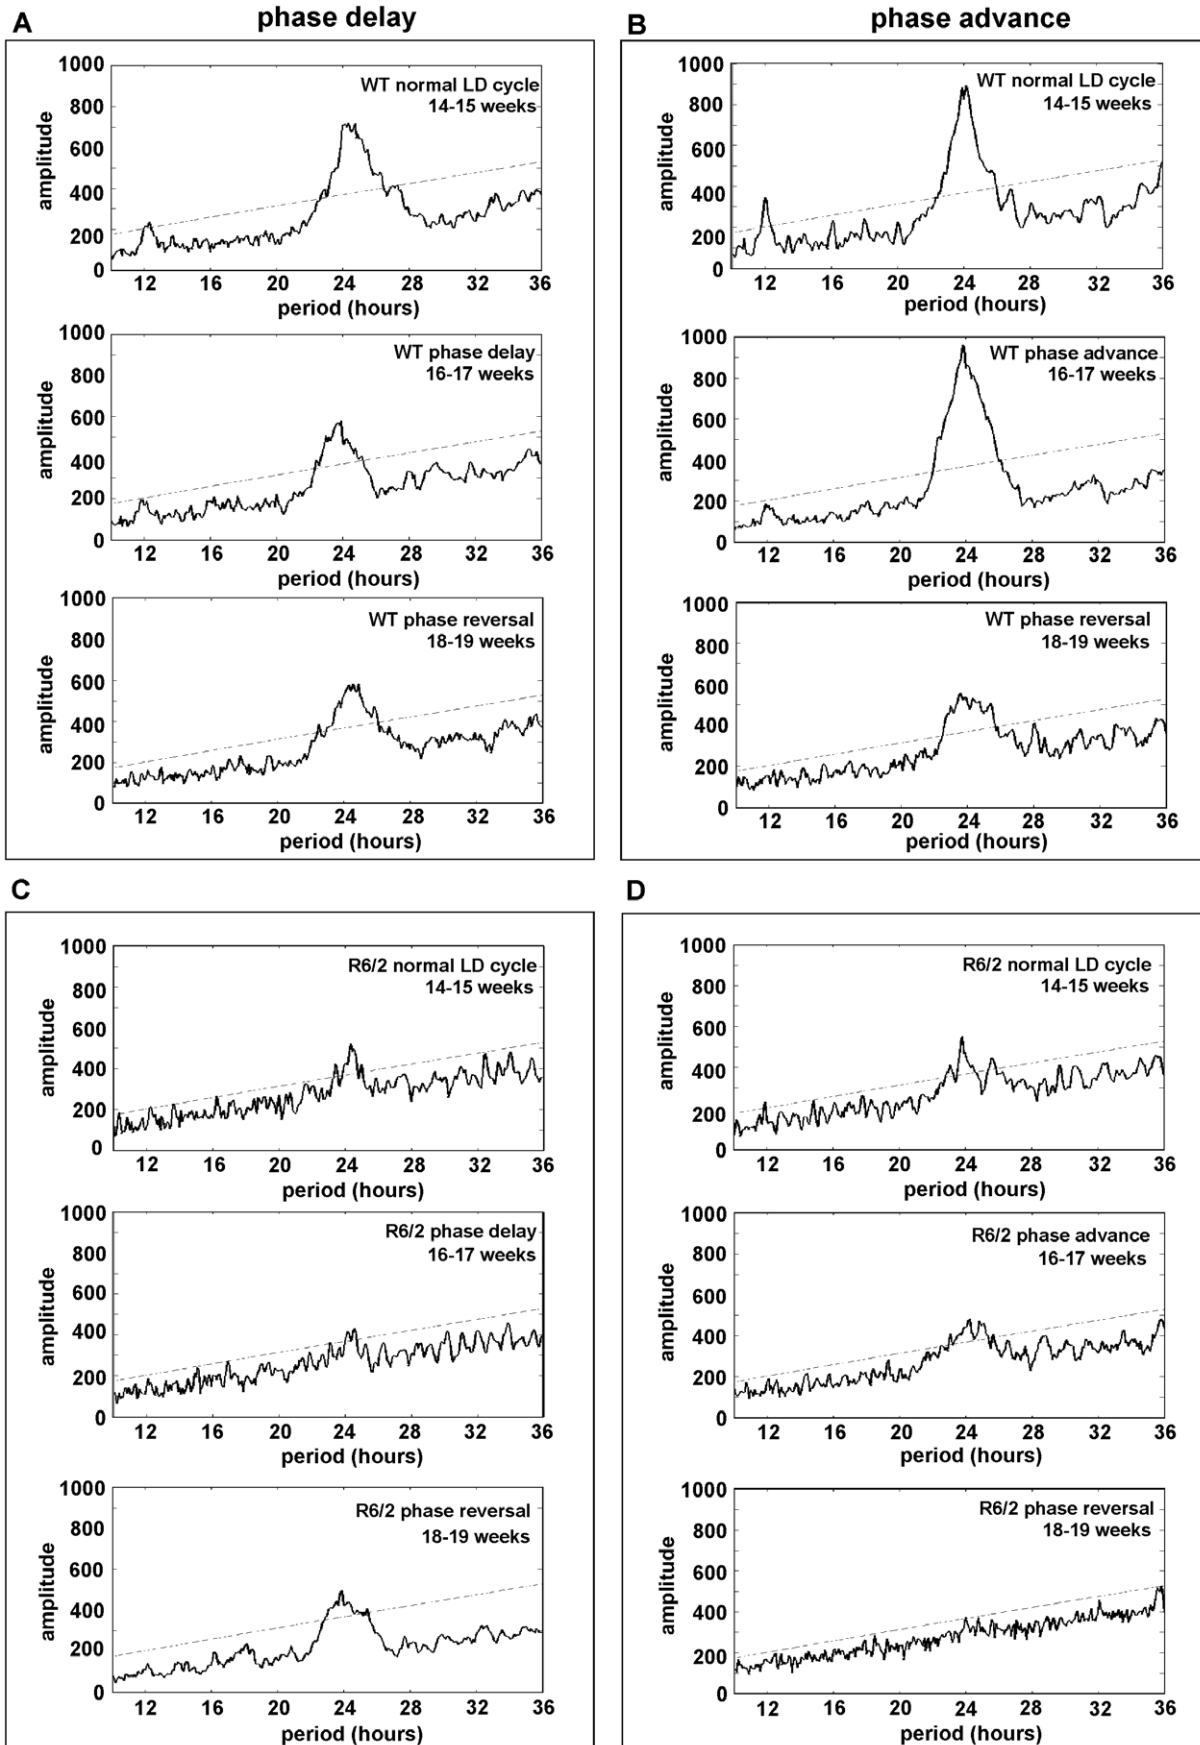 A
phase delay
1000
800
600
400
200
0
amplitude
WT normal LD cycle
14-15 weeks
12 16 20 24 28 32 36
period (hours)
1000
800
600
400
200
0
amplitude
WT phase delay
16-17 weeks
12 16 20 24 28 32 36
period (hours)
1000
800
600
400
200
0
amplitude
WT phase reversal
18-19 weeks
12 16 20 24 28 32 36
period (hours)
B
phase advance
1000
800
600
400
200
0
amplitude
WT normal LD cycle
14-15 weeks
12 16 20 24 28 32 36
period (hours)
1000
800
600
400
200
0
amplitude
WT phase advance
16-17 weeks
12 16 20 24 28 32 36
period (hours)
1000
800
600
400
200
0
amplitude
WT phase reversal
18-19 weeks
12 16 20 24 28 32 36
period (hours)
C
1000
800
600
400
200
0
amplitude
R6/2 normal LD cycle
14-15 weeks
12 16 20 24 28 32 36
period (hours)
1000
800
600
400
200
0
amplitude
R6/2 phase delay
16-17 weeks
12 16 20 24 28 32 36
period (hours)
1000
800
600
400
200
0
amplitude
R6/2 phase reversal
18-19 weeks
12 16 20 24 28 32 36
period (hours)
D
1000
800
600
400
200
0
amplitude
R6/2 normal LD cycle
14-15 weeks
12 16 20 24 28 32 36
period (hours)
1000
800
600
400
200
0
amplitude
R6/2 phase advance
16-17 weeks
12 16 20 24 28 32 36
period (hours)
1000
800
600
400
200
0
amplitude
R6/2 phase reversal
18-19 weeks
12 16 20 24 28 32 36
period (hours)